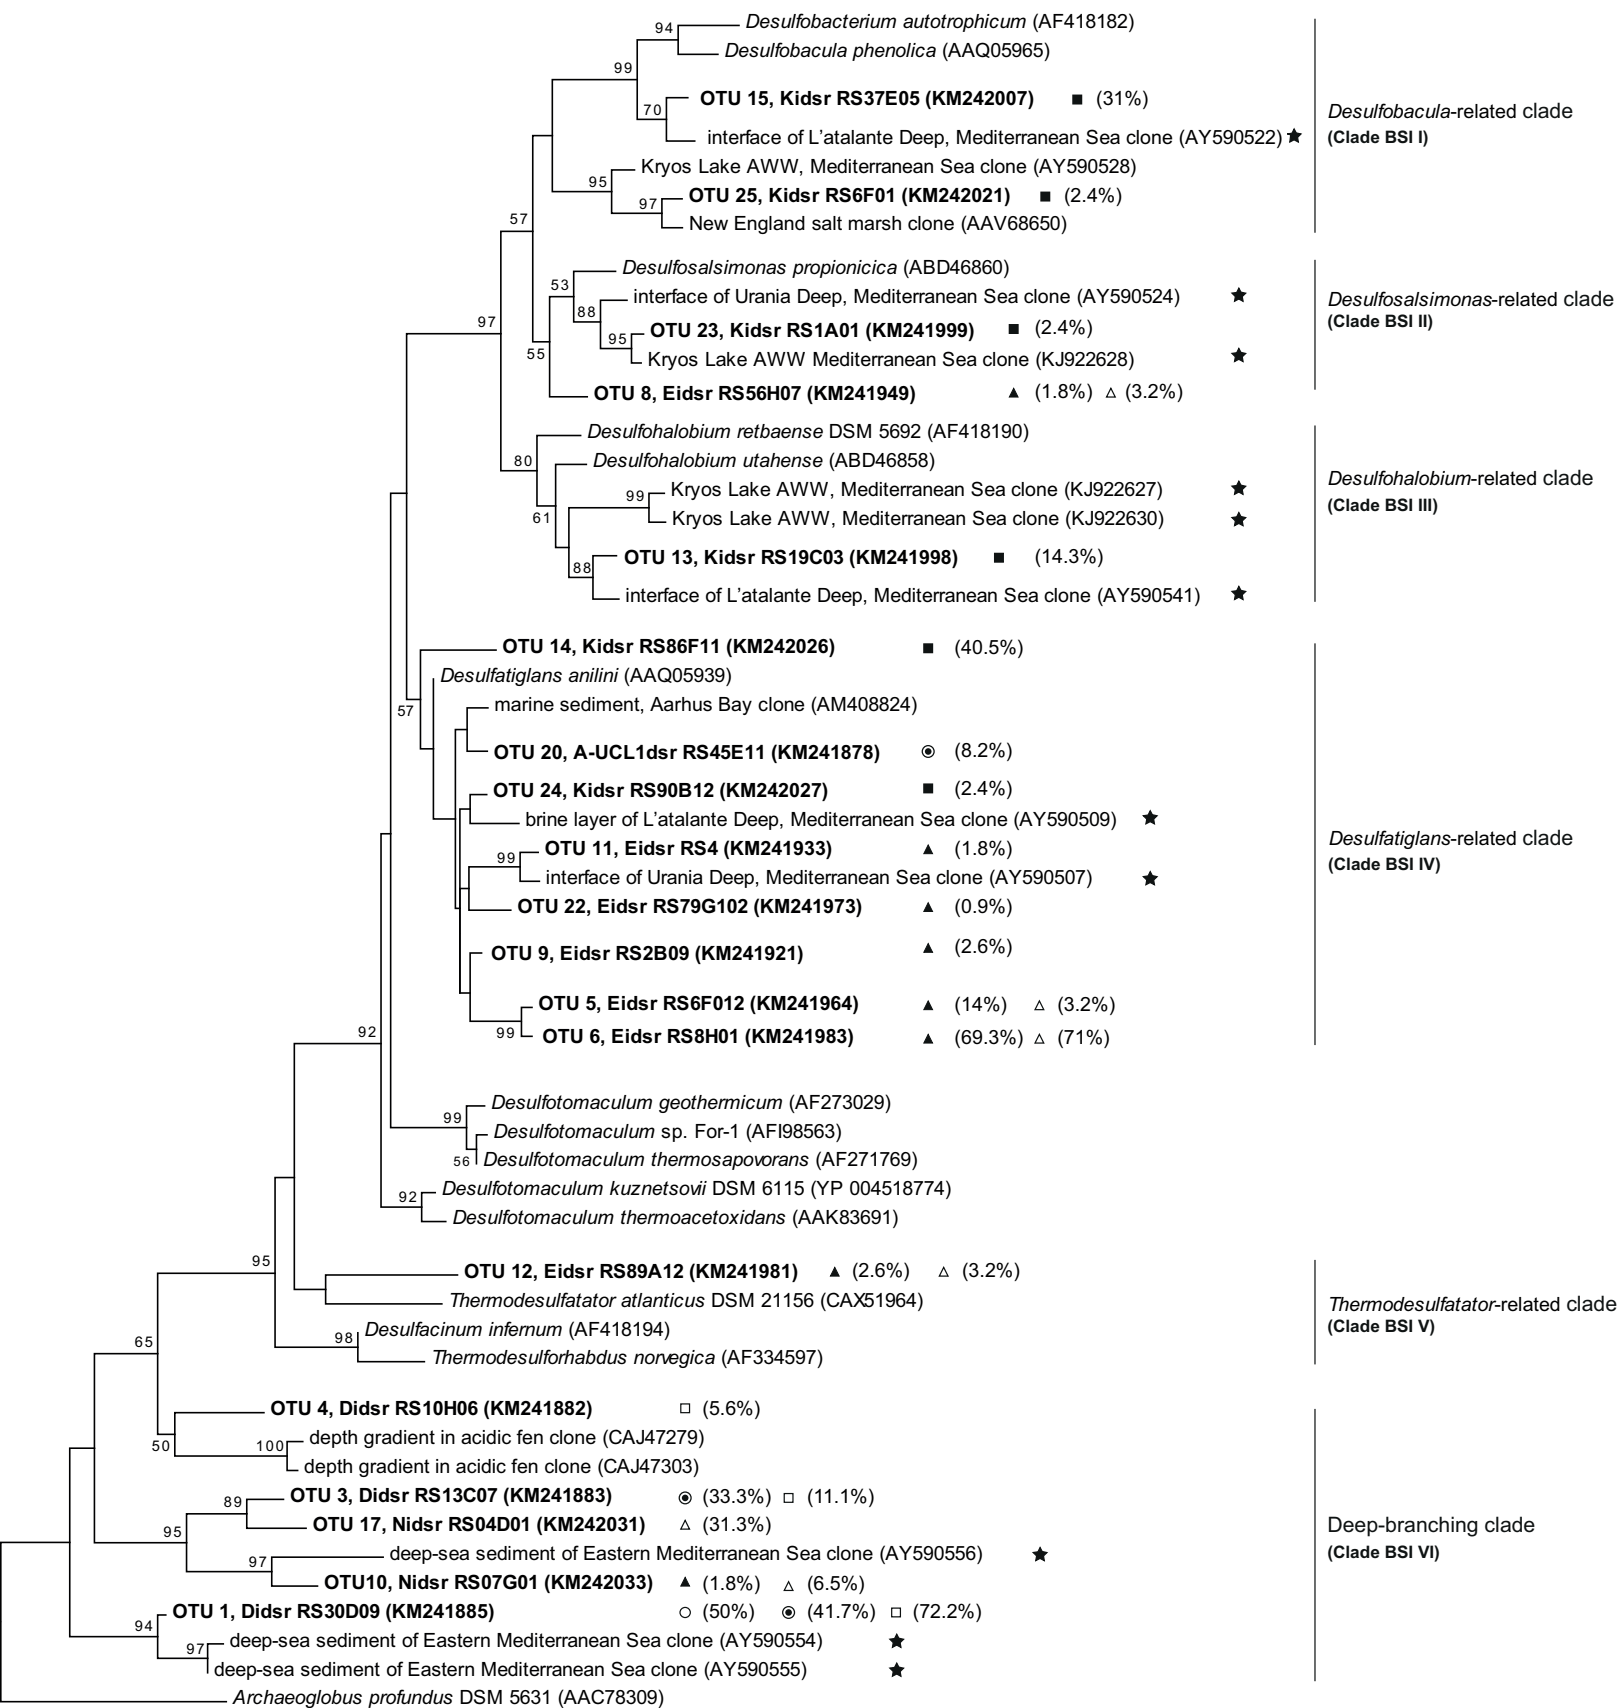 94
Desulfobacterium autotrophicum (AF418182)
Desulfobacula phenolica (AAQ05965)
99
70
OTU 15, Kidsr RS37E05 (KM242007) ■ (31%)
interface of L'atalante Deep, Mediterranean Sea clone (AY590522) ★
Desulfobacula-related clade
(Clade BSI I)
Kryos Lake AWW, Mediterranean Sea clone (AY590528)
95
97
OTU 25, Kidsr RS6F01 (KM242021) ■ (2.4%)
New England salt marsh clone (AAV68650)
57
Desulfosalsimonas propionicica (ABD46860)
53
interface of Urania Deep, Mediterranean Sea clone (AY590524) ★
88
Desulfosalsimonas-related clade
(Clade BSI II)
97
OTU 23, Kidsr RS1A01 (KM241999) ■ (2.4%)
95
55
Kryos Lake AWW Mediterranean Sea clone (KJ922628) ★
OTU 8, Eidsr RS56H07 (KM241949) ▲ (1.8%) △ (3.2%)
Desulfohalobium retbaense DSM 5692 (AF418190)
80
Desulfohalobium utahense (ABD46858)
99
Kryos Lake AWW, Mediterranean Sea clone (KJ922627) ★
Kryos Lake AWW, Mediterranean Sea clone (KJ922630) ★
61
Desulfohalobium-related clade
(Clade BSI III)
OTU 13, Kidsr RS19C03 (KM241998) ■ (14.3%)
88
interface of L'atalante Deep, Mediterranean Sea clone (AY590541) ★
OTU 14, Kidsr RS86F11 (KM242026) ■ (40.5%)
Desulfatiglans anilini (AAQ05939)
57
marine sediment, Aarhus Bay clone (AM408824)
OTU 20, A-UCL1dsr RS45E11 (KM241878) ◉ (8.2%)
OTU 24, Kidsr RS90B12 (KM242027) ■ (2.4%)
brine layer of L'atalante Deep, Mediterranean Sea clone (AY590509) ★
Desulfatiglans-related clade
(Clade BSI IV)
99
OTU 11, Eidsr RS4 (KM241933) ▲ (1.8%)
interface of Urania Deep, Mediterranean Sea clone (AY590507) ★
OTU 22, Eidsr RS79G102 (KM241973) ▲ (0.9%)
OTU 9, Eidsr RS2B09 (KM241921) ▲ (2.6%)
OTU 5, Eidsr RS6F012 (KM241964) ▲ (14%) △ (3.2%)
99
OTU 6, Eidsr RS8H01 (KM241983) ▲ (69.3%) △ (71%)
92
Desulfotomaculum geothermicum (AF273029)
99
Desulfotomaculum sp. For-1 (AFI98563)
56
Desulfotomaculum thermosapovorans (AF271769)
92
Desulfotomaculum kuznetsovii DSM 6115 (YP 004518774)
Desulfotomaculum thermoacetoxidans (AAK83691)
95
OTU 12, Eidsr RS89A12 (KM241981) ▲ (2.6%) △ (3.2%)
Thermodesulfatator atlanticus DSM 21156 (CAX51964)
Thermodesulfatator-related clade
(Clade BSI V)
65
98
Desulfacinum infernum (AF418194)
Thermodesulforhabdus norvegica (AF334597)
OTU 4, Didsr RS10H06 (KM241882) □ (5.6%)
50
100
depth gradient in acidic fen clone (CAJ47279)
depth gradient in acidic fen clone (CAJ47303)
89
OTU 3, Didsr RS13C07 (KM241883) ◉ (33.3%) □ (11.1%)
95
OTU 17, Nidsr RS04D01 (KM242031) △ (31.3%)
Deep-branching clade
(Clade BSI VI)
97
deep-sea sediment of Eastern Mediterranean Sea clone (AY590556) ★
OTU10, Nidsr RS07G01 (KM242033) ▲ (1.8%) △ (6.5%)
94
OTU 1, Didsr RS30D09 (KM241885) ○ (50%) ◉ (41.7%) □ (72.2%)
97
deep-sea sediment of Eastern Mediterranean Sea clone (AY590554) ★
deep-sea sediment of Eastern Mediterranean Sea clone (AY590555) ★
Archaeoglobus profundus DSM 5631 (AAC78309)